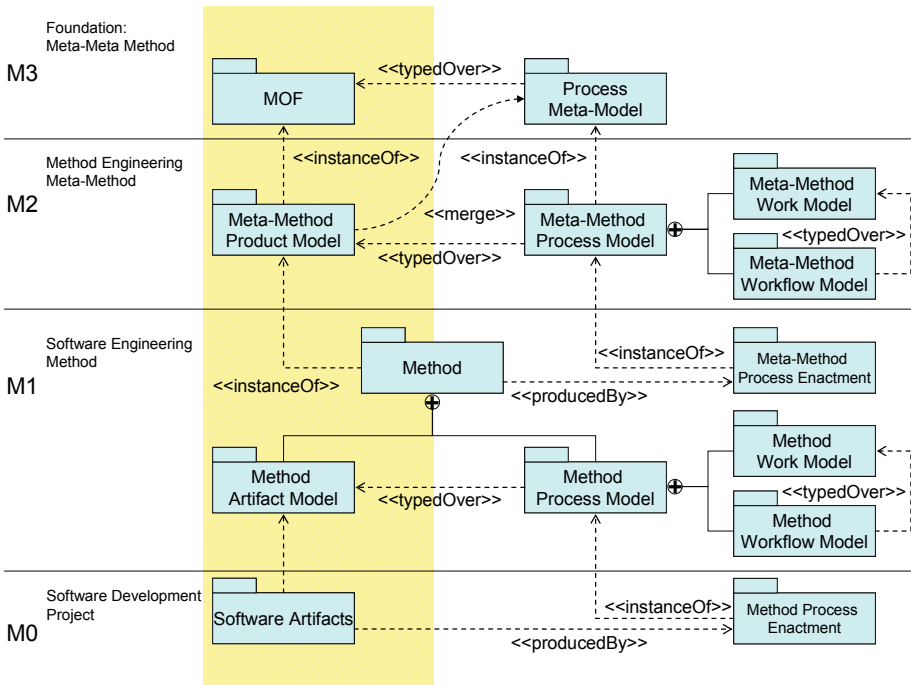 Foundation:
Meta-Meta Method
M3
MOF
<<typedOver>>
Process
Meta-Model
<<instanceOf>>
<<instanceOf>>
Method Engineering
Meta-Method
M2
Meta-Method
Product Model
<<merge>>
<<typedOver>>
Meta-Method
Process Model
Meta-Method
Work Model
<<typedOver>>
Meta-Method
Workflow Model
Software Engineering
Method
M1
<<instanceOf>>
Method
<<producedBy>>
<<instanceOf>>
Meta-Method
Process Enactment
Method
Artifact Model
<<typedOver>>
Method
Process Model
Method
Work Model
<<typedOver>>
Method
Workflow Model
Software Development
Project
M0
Software Artifacts
<<instanceOf>>
<<producedBy>>
Method Process
Enactment